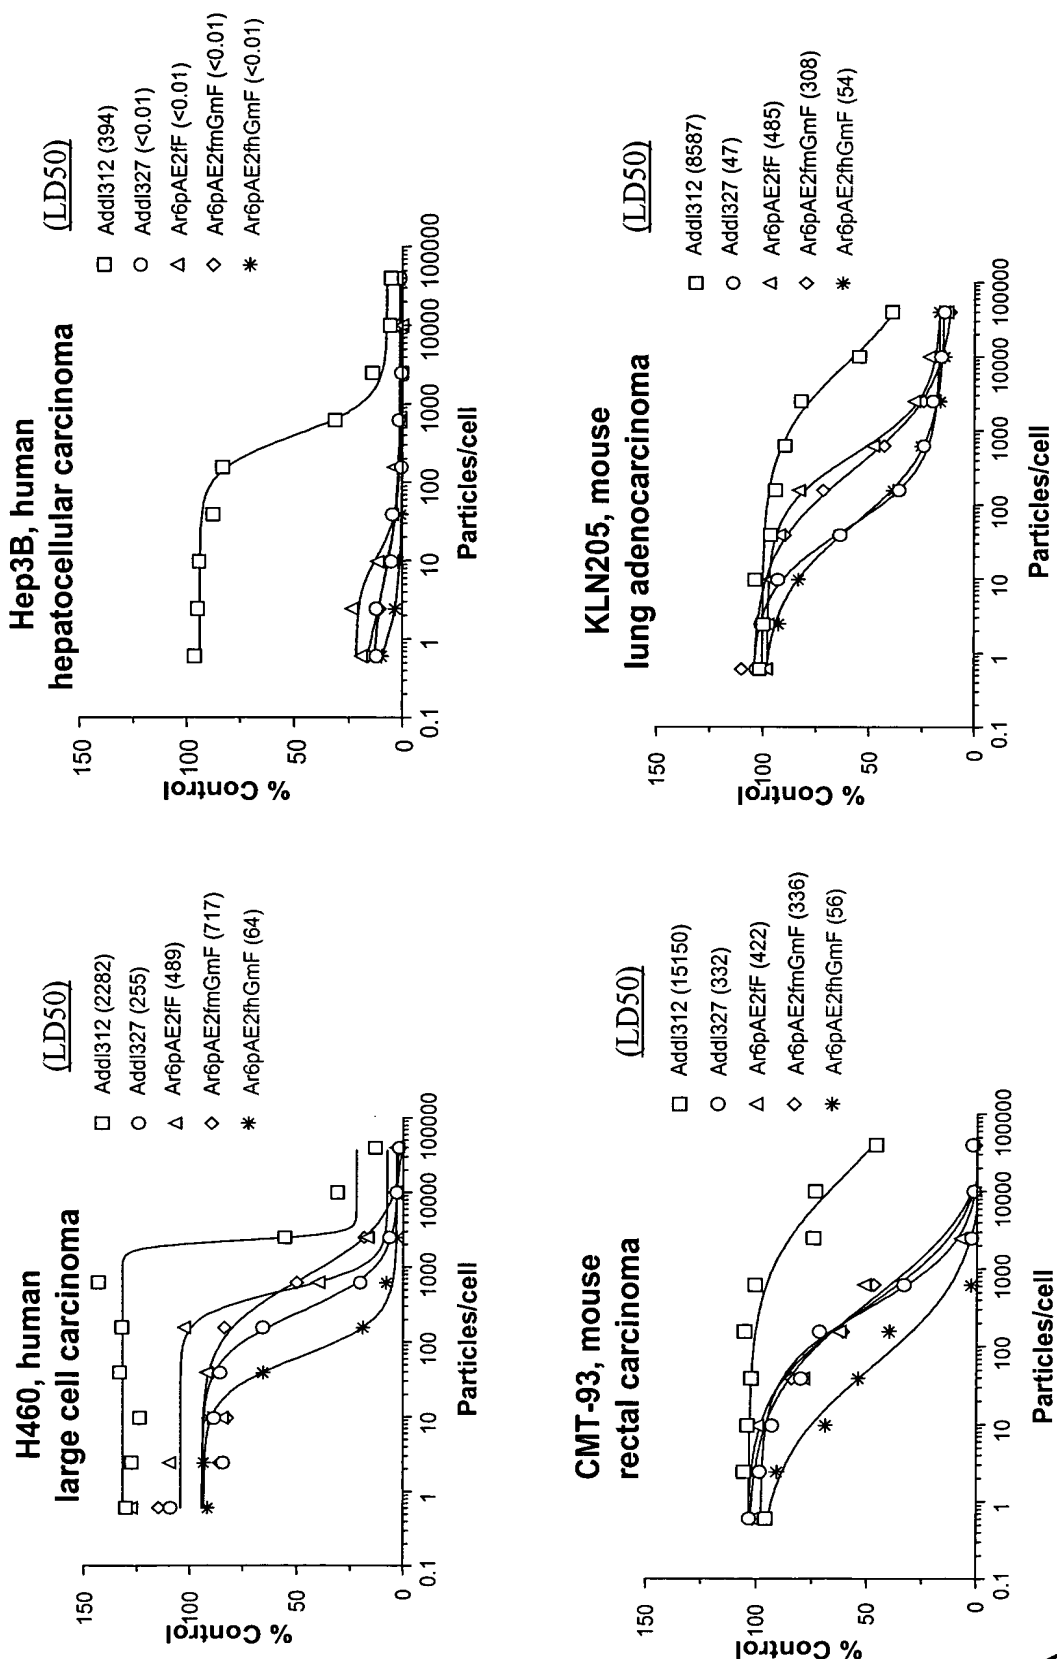 H460, human
large cell carcinoma
(LD50)
Addl312 (2282)
Addl327 (255)
Ar6pAE2fF (489)
Ar6pAE2fmGmF (717)
Ar6pAE2fhGmF (64)
150
100
50
0
% Control
0.1
1
10
100
1000
10000
100000
Particles/cell
Hep3B, human
hepatocellular carcinoma
(LD50)
Addl312 (394)
Addl327 (<0.01)
Ar6pAE2fF (<0.01)
Ar6pAE2fmGmF (<0.01)
Ar6pAE2fhGmF (<0.01)
150
100
50
0
% Control
0.1
1
10
100
1000
10000
100000
Particles/cell
CMT-93, mouse
rectal carcinoma
(LD50)
Addl312 (15150)
Addl327 (332)
Ar6pAE2fF (422)
Ar6pAE2fmGmF (336)
Ar6pAE2fhGmF (56)
150
100
50
0
% Control
0.1
1
10
100
1000
10000
100000
Particles/cell
KLN205, mouse
lung adenocarcinoma
(LD50)
Addl312 (8587)
Addl327 (47)
Ar6pAE2fF (485)
Ar6pAE2fmGmF (308)
Ar6pAE2fhGmF (54)
150
100
50
0
% Control
0.1
1
10
100
1000
10000
100000
Particles/cell